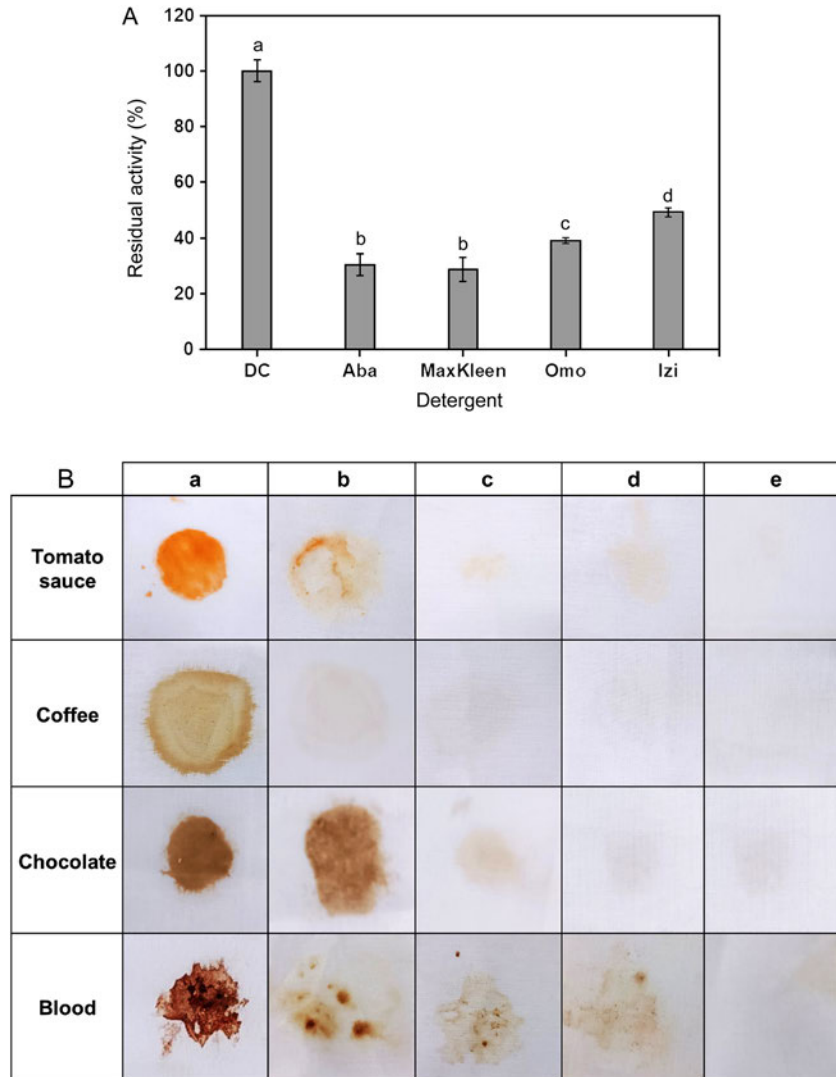 A
120
100
80
60
40
20
0
Residual activity (%)
a
b
b
c
d
DC Aba MaxKleen Omo Izi
Detergent
B a b c d e
Tomato
sauce
Coffee
Chocolate
Blood